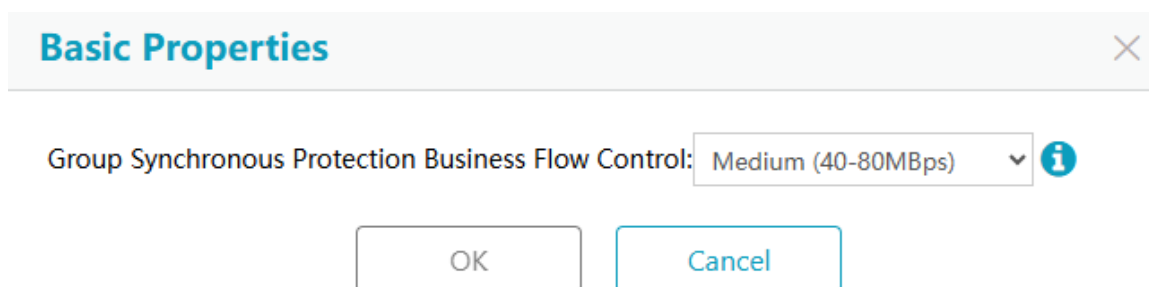 Basic Properties
Group Synchronous Protection Business Flow Control: Medium (40-80MBps)
OK Cancel